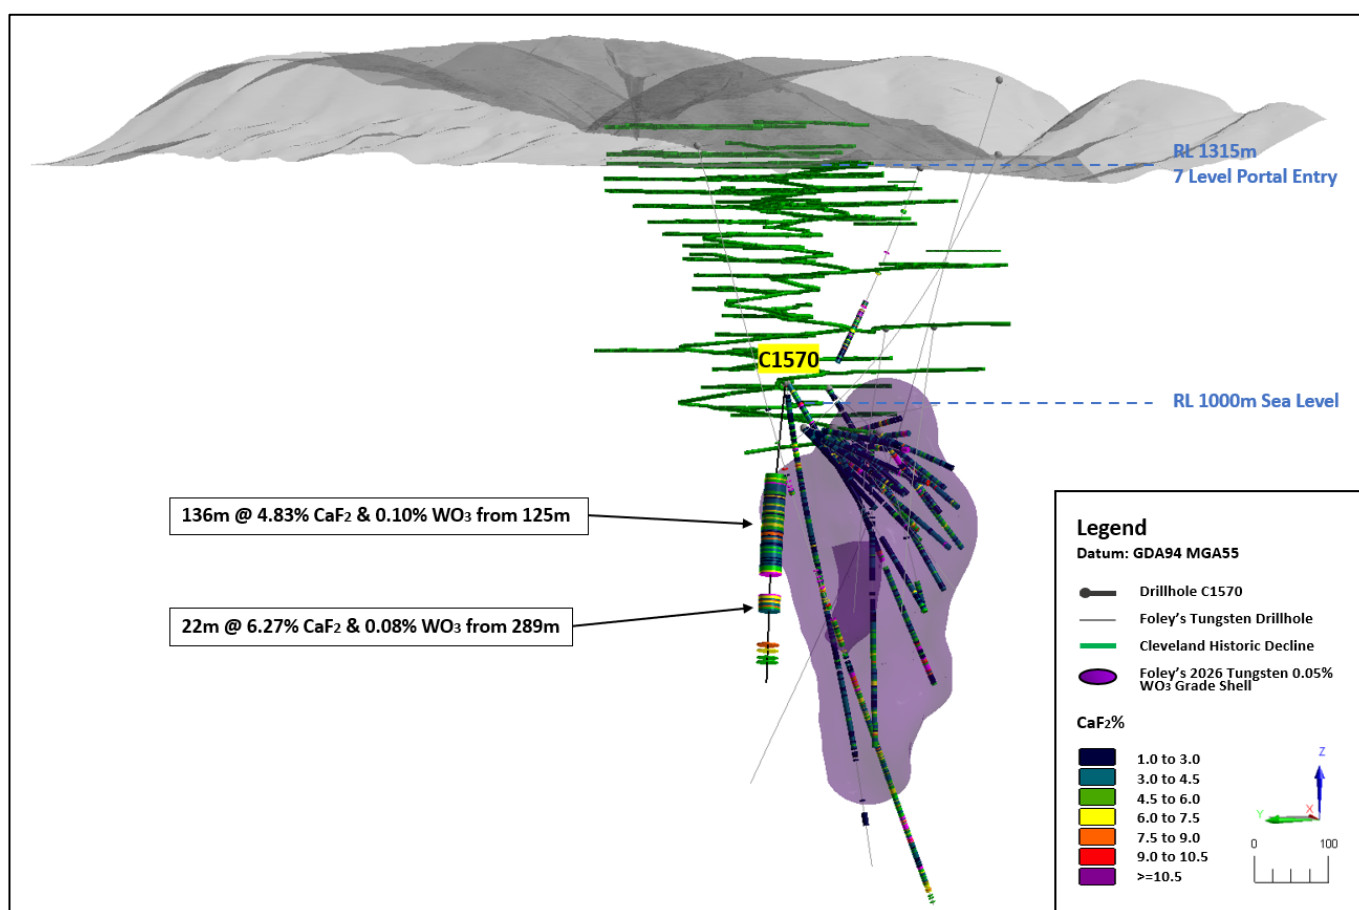 RL 1315m
7 Level Portal Entry
C1570
RL 1000m Sea Level
136m @ 4.83% CaF₂ & 0.10% WO₃ from 125m
22m @ 6.27% CaF₂ & 0.08% WO₃ from 289m
Legend
Datum: GDA94 MGA55
Drillhole C1570
Foley's Tungsten Drillhole
Cleveland Historic Decline
Foley's 2026 Tungsten 0.05%
WO₃ Grade Shell
CaF₂%
1.0 to 3.0
3.0 to 4.5
4.5 to 6.0
6.0 to 7.5
7.5 to 9.0
9.0 to 10.5
>=10.5
Z
Y
X
0 100